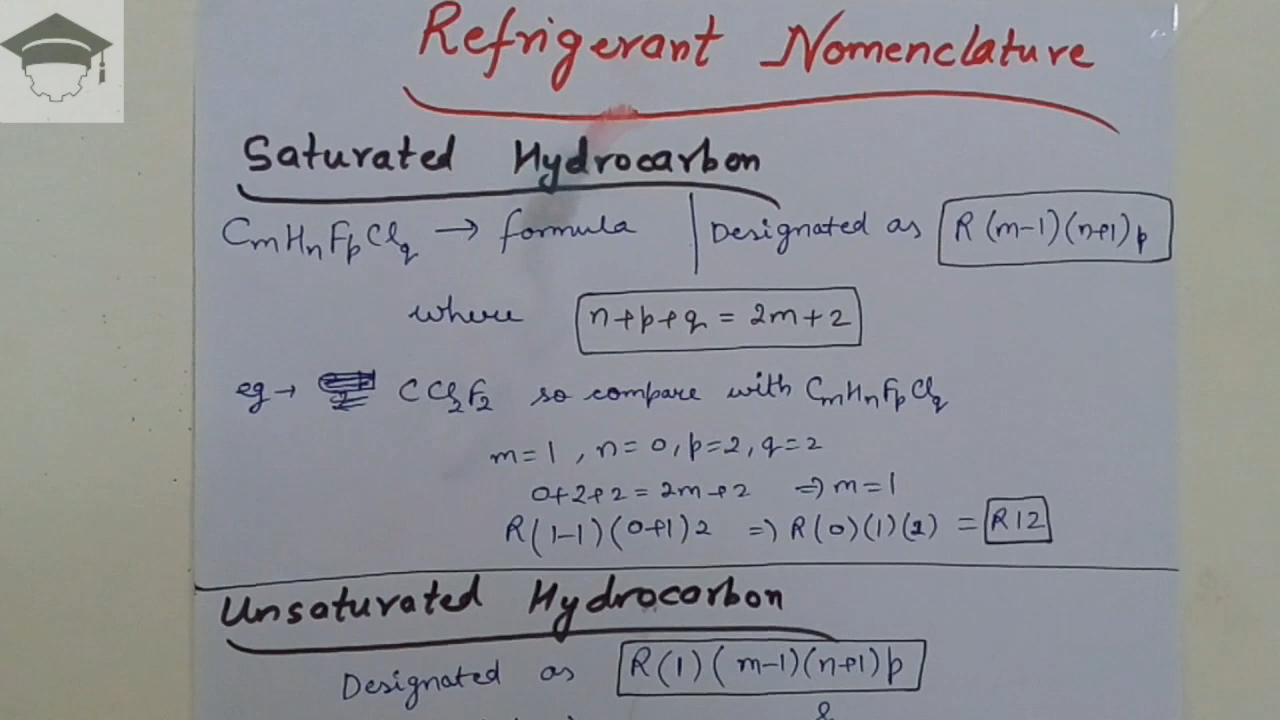 Refrigerant Nomenclature
Saturated Hydrocarbon
CmHnFpClq → formula | Designated as R(m-1)(n+1)p
where n+p+q = 2m+2
eg → CCl2F2 so compare with CmHnFpClq
m=1, n=0, p=2, q=2
0+2+2 = 2m+2 ⇒ m=1
R(1-1)(0+1)2 ⇒ R(0)(1)(2) = R12
Unsaturated Hydrocarbon
Designated as R(1)(m-1)(n+1)p
&